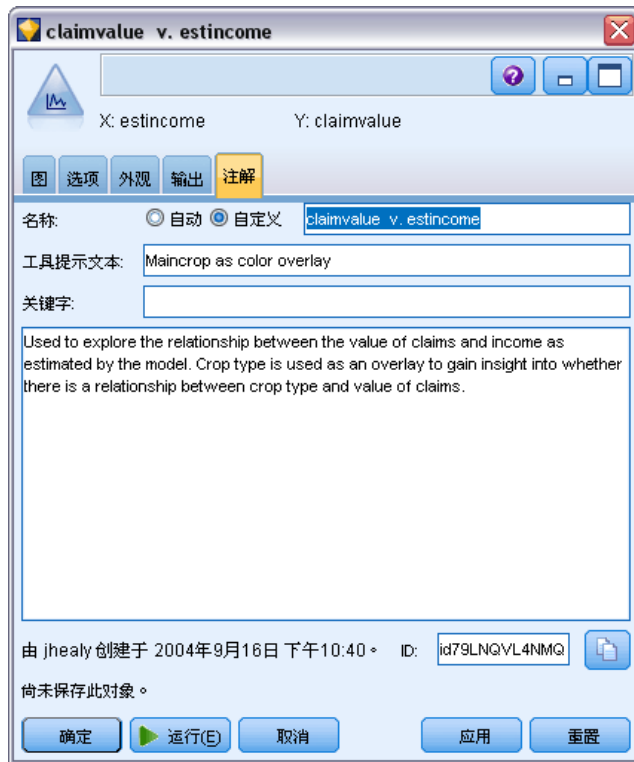 claimvalue v. estincome
X: estincome Y: claimvalue
图 选项 外观 输出 注解
名称: 自动 自定义 claimvalue v. estincome
工具提示文本: Maincrop as color overlay
关键字:
Used to explore the relationship between the value of claims and income as
estimated by the model. Crop type is used as an overlay to gain insight into whether
there is a relationship between crop type and value of claims.
由 jhealy 创建于 2004年9月16日 下午10:40。 ID: id79LNQVL4NMQ
尚未保存此对象。
确定 运行(E) 取消 应用 重置